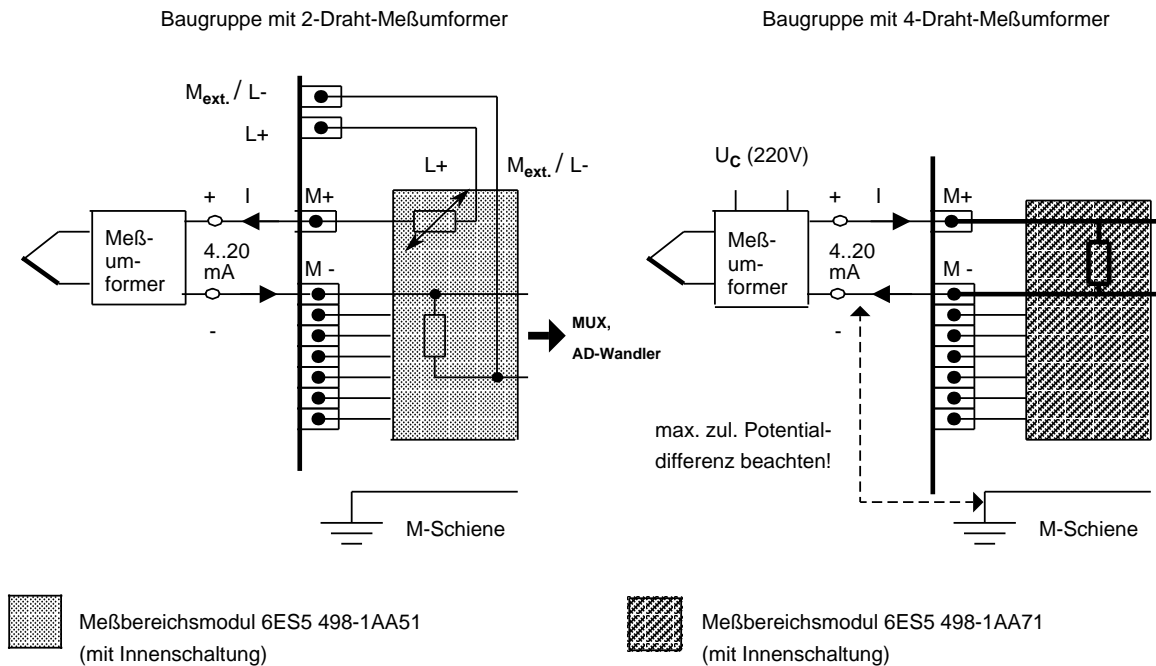 Baugruppe mit 2-Draht-Meßumformer
Baugruppe mit 4-Draht-Meßumformer
Mext. / L-
L+
L+
Mext. / L-
+
I
M+
Meß-
um-
former
4..20
mA
M -
-
MUX,
AD-Wandler
M-Schiene
UC (220V)
+
I
M+
Meß-
um-
former
4..20
mA
M -
-
max. zul. Potential-
differenz beachten!
M-Schiene
Meßbereichsmodul 6ES5 498-1AA51
(mit Innenschaltung)
Meßbereichsmodul 6ES5 498-1AA71
(mit Innenschaltung)